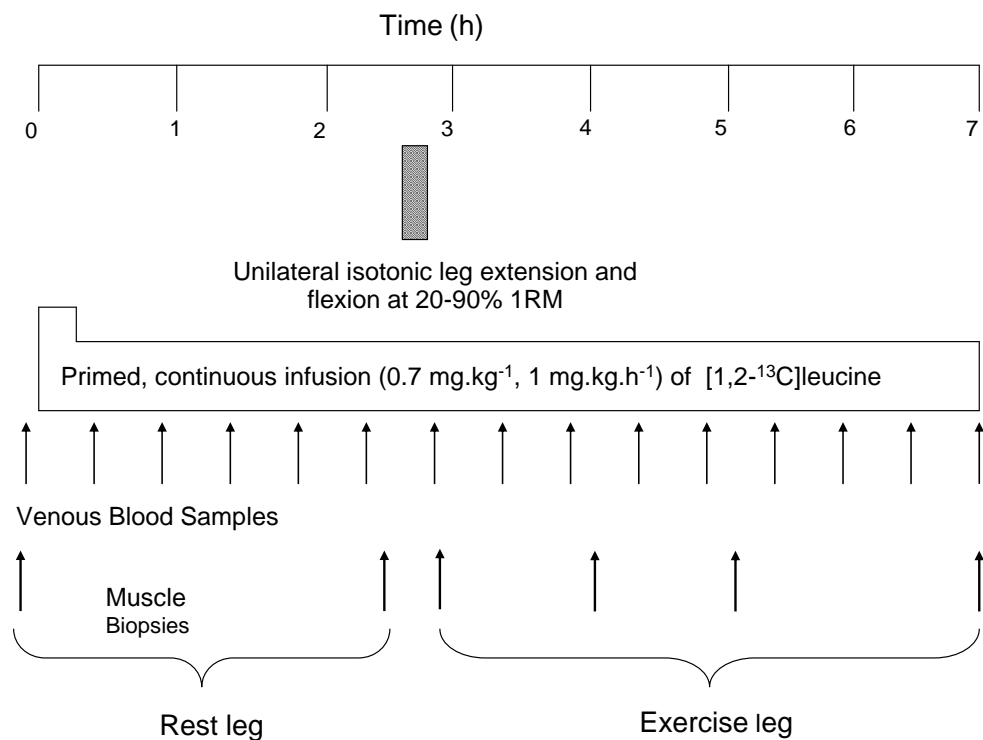 Time (h)
0 1 2 3 4 5 6 7
Unilateral isotonic leg extension and
flexion at 20-90% 1RM
Primed, continuous infusion (0.7 mg.kg⁻¹, 1 mg.kg.h⁻¹) of [1,2-¹³C]leucine
Venous Blood Samples
Muscle
Biopsies
Rest leg
Exercise leg